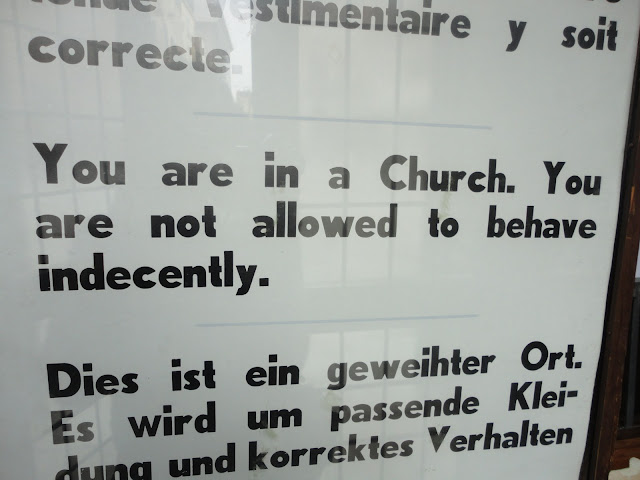 vestimentaire y soit
correcte.
You are in a Church. You
are not allowed to behave
indecently.
Dies ist ein geweihter Ort.
Es wird um passende Klei-
dung und korrektes Verhalten